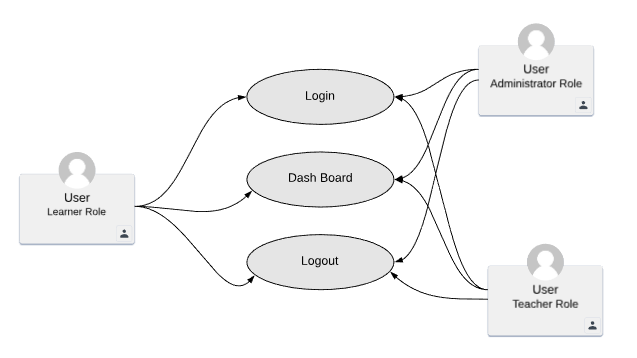 User
Administrator Role
Login
Dash Board
User
Learner Role
Logout
User
Teacher Role